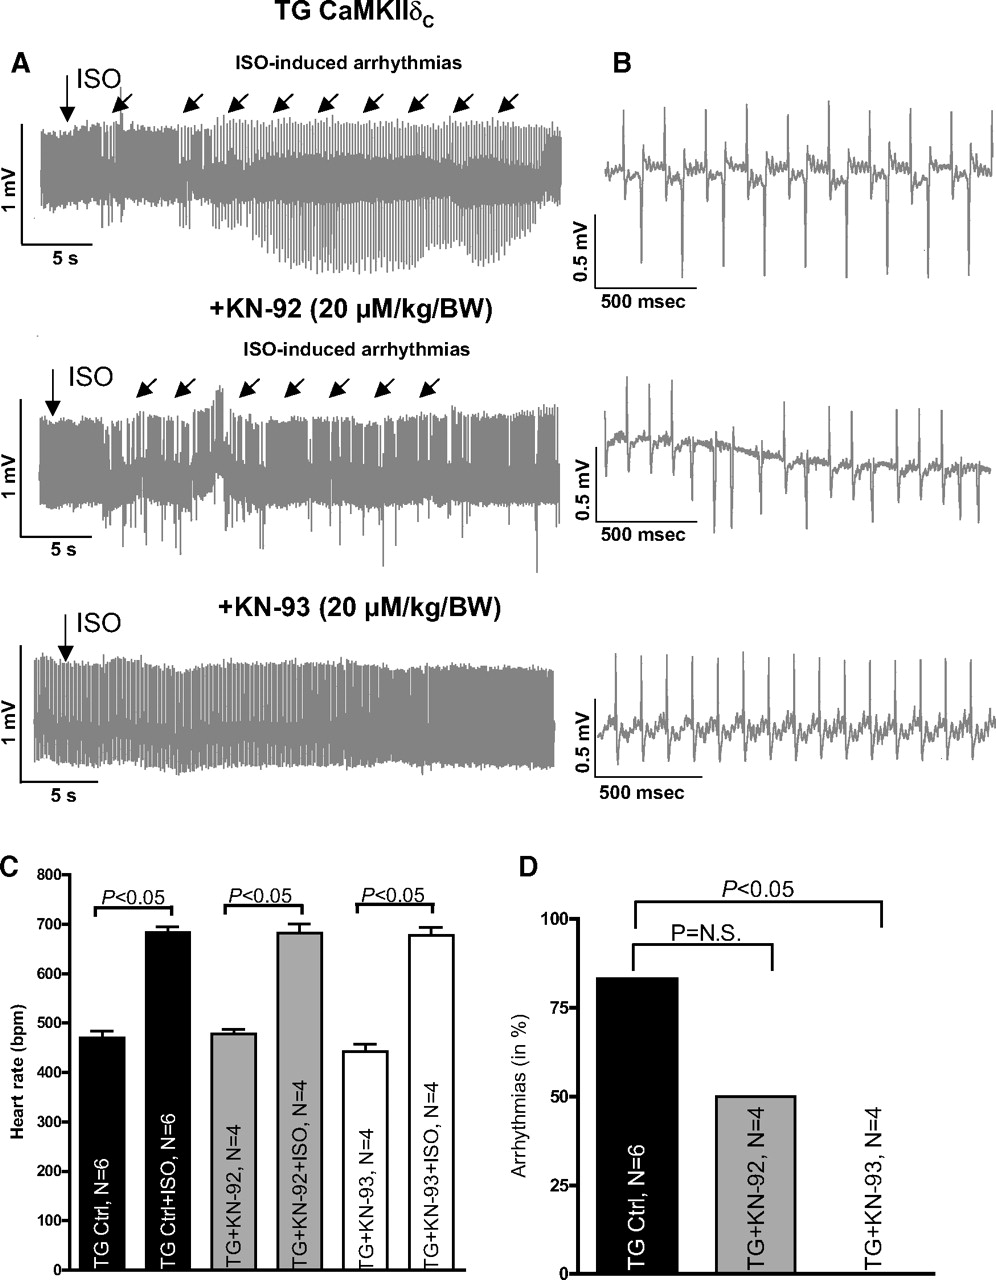 TG CaMKIIδC
A
B
ISO-induced arrhythmias
ISO
1 mV
5 s
0.5 mV
500 msec
+KN-92 (20 µM/kg/BW)
ISO-induced arrhythmias
ISO
1 mV
5 s
0.5 mV
500 msec
+KN-93 (20 µM/kg/BW)
ISO
1 mV
5 s
0.5 mV
500 msec
C
Heart rate (bpm)
800
700
600
500
400
300
200
100
0
P<0.05
P<0.05
P<0.05
TG Ctrl, N=6
TG Ctrl+ISO, N=6
TG+KN-92, N=4
TG+KN-92+ISO, N=4
TG+KN-93, N=4
TG+KN-93+ISO, N=4
D
Arrhythmias (in %)
100
75
50
25
0
P<0.05
P=N.S.
TG Ctrl, N=6
TG+KN-92, N=4
TG+KN-93, N=4